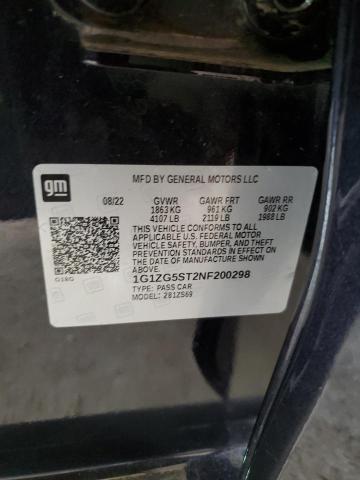 gm
MFD BY GENERAL MOTORS LLC
08/22 GVWR GAWR FRT GAWR RR
1863 KG 961 KG 902 KG
4107 LB 2119 LB 1988 LB
THIS VEHICLE CONFORMS TO ALL
APPLICABLE U.S. FEDERAL MOTOR
VEHICLE SAFETY, BUMPER, AND THEFT
PREVENTION STANDARDS IN EFFECT ON
THE DATE OF MANUFACTURE SHOWN ABOVE.
G18G
1G1ZG5ST2NF200298
TYPE: PASS CAR
MODEL: 281ZS69